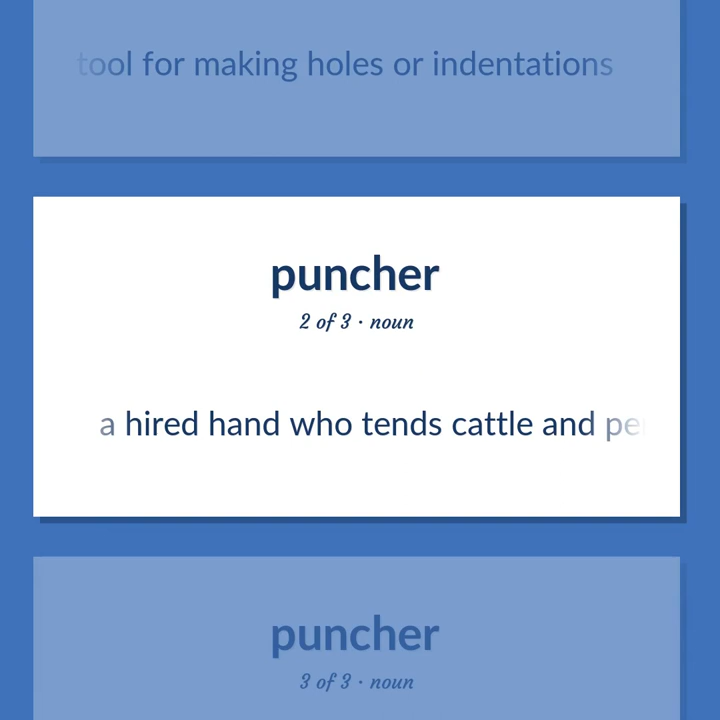 tool for making holes or indentations
puncher
2 of 3 · noun
a hired hand who tends cattle and
puncher
3 of 3 · noun